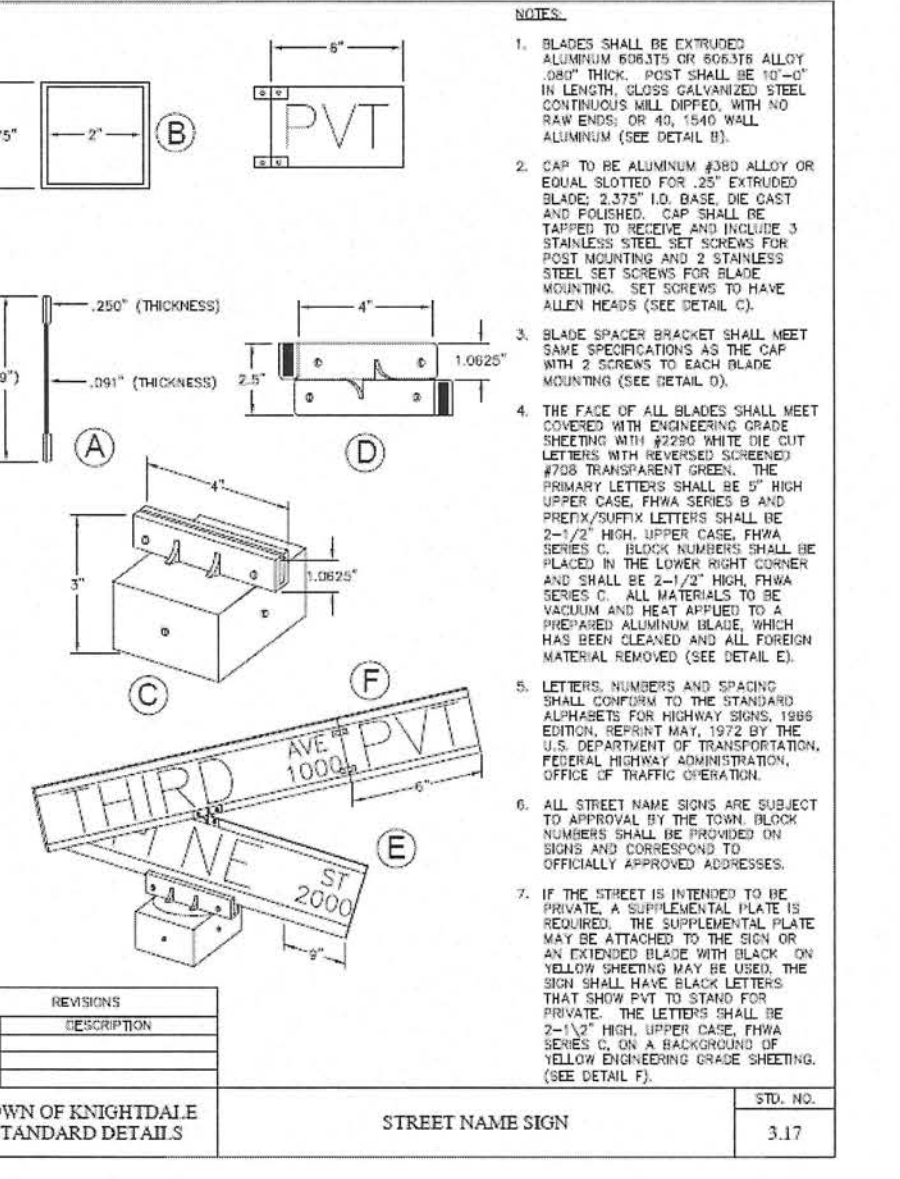 6"
PVT
2"
B
5"
.250" (THICKNESS)
9")
.091" (THICKNESS)
A
4"
1.0625"
2.5"
D
4"
3"
1.0625"
C
F
THIRD
AVE
1000
PVT
6"
NE
ST
2000
E
9"
NOTES:
1. BLADES SHALL BE EXTRUDED
ALUMINUM 6063T5 OR 6063T6 ALLOY
.080" THICK. POST SHALL BE 10'-0"
IN LENGTH, GLOSS GALVANIZED STEEL
CONTINUOUS MILL DIPPED, WITH NO
RAW ENDS; OR 40, 1540 WALL
ALUMINUM (SEE DETAIL B).
2. CAP TO BE ALUMINUM #380 ALLOY OR
EQUAL SLOTTED FOR .25" EXTRUDED
BLADE; 2.375" I.D. BASE, DIE CAST
AND POLISHED. CAP SHALL BE
TAPPED TO RECEIVE AND INCLUDE 3
STAINLESS STEEL SET SCREWS FOR
POST MOUNTING AND 2 STAINLESS
STEEL SET SCREWS FOR BLADE
MOUNTING. SET SCREWS TO HAVE
ALLEN HEADS (SEE DETAIL C).
3. BLADE SPACER BRACKET SHALL MEET
SAME SPECIFICATIONS AS THE CAP
WITH 2 SCREWS TO EACH BLADE
MOUNTING (SEE DETAIL D).
4. THE FACE OF ALL BLADES SHALL MEET
COVERED WITH ENGINEERING GRADE
SHEETING WITH #2290 WHITE DIE CUT
LETTERS WITH REVERSED SCREENED
#708 TRANSPARENT GREEN. THE
PRIMARY LETTERS SHALL BE 5" HIGH
UPPER CASE, FHWA SERIES B AND
PREFIX/SUFFIX LETTERS SHALL BE
2-1/2" HIGH, UPPER CASE, FHWA
SERIES C. BLOCK NUMBERS SHALL BE
PLACED IN THE LOWER RIGHT CORNER
AND SHALL BE 2-1/2" HIGH, FHWA
SERIES C. ALL MATERIALS TO BE
VACUUM AND HEAT APPLIED TO A
PREPARED ALUMINUM BLADE, WHICH
HAS BEEN CLEANED AND ALL FOREIGN
MATERIAL REMOVED (SEE DETAIL E).
5. LETTERS, NUMBERS AND SPACING
SHALL CONFORM TO THE STANDARD
ALPHABETS FOR HIGHWAY SIGNS, 1966
EDITION, REPRINT MAY, 1972 BY THE
U.S. DEPARTMENT OF TRANSPORTATION,
FEDERAL HIGHWAY ADMINISTRATION,
OFFICE OF TRAFFIC OPERATION.
6. ALL STREET NAME SIGNS ARE SUBJECT
TO APPROVAL BY THE TOWN. BLOCK
NUMBERS SHALL BE PROVIDED ON
SIGNS AND CORRESPOND TO
OFFICIALLY APPROVED ADDRESSES.
7. IF THE STREET IS INTENDED TO BE
PRIVATE, A SUPPLEMENTAL PLATE IS
REQUIRED. THE SUPPLEMENTAL PLATE
MAY BE ATTACHED TO THE SIGN OR
AN EXTENDED BLADE WITH BLACK ON
YELLOW SHEETING MAY BE USED, THE
SIGN SHALL HAVE BLACK LETTERS
THAT SHOW PVT TO STAND FOR
PRIVATE. THE LETTERS SHALL BE
2-1\2" HIGH, UPPER CASE, FHWA
SERIES C, ON A BACKGROUND OF
YELLOW ENGINEERING GRADE SHEETING.
(SEE DETAIL F).
REVISIONS
DESCRIPTION
WN OF KNIGHTDALE
TANDARD DETAILS
STREET NAME SIGN
STD. NO.
3.17